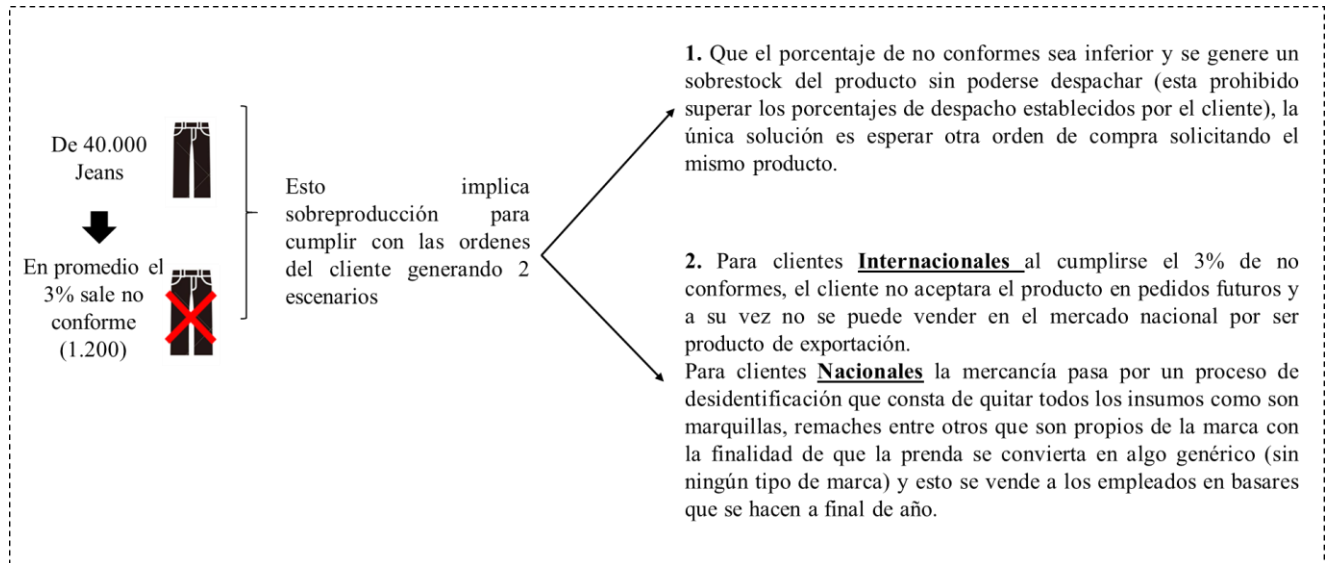 De 40.000
Jeans
En promedio el
3% sale no
conforme
(1.200)
Esto implica
sobreproducción para
cumplir con las ordenes
del cliente generando 2
escenarios
1. Que el porcentaje de no conformes sea inferior y se genere un
sobrestock del producto sin poderse despachar (esta prohibido
superar los porcentajes de despacho establecidos por el cliente), la
única solución es esperar otra orden de compra solicitando el
mismo producto.
2. Para clientes Internacionales al cumplirse el 3% de no
conformes, el cliente no aceptara el producto en pedidos futuros y
a su vez no se puede vender en el mercado nacional por ser
producto de exportación.
Para clientes Nacionales la mercancía pasa por un proceso de
desidentificación que consta de quitar todos los insumos como son
marquillas, remaches entre otros que son propios de la marca con
la finalidad de que la prenda se convierta en algo genérico (sin
ningún tipo de marca) y esto se vende a los empleados en basares
que se hacen a final de año.